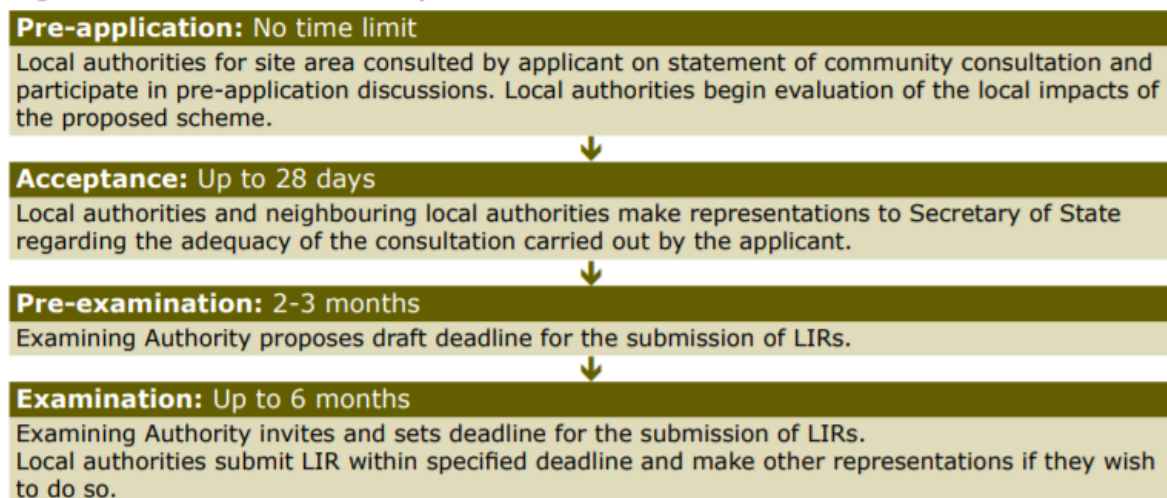 Pre-application: No time limit
Local authorities for site area consulted by applicant on statement of community consultation and
participate in pre-application discussions. Local authorities begin evaluation of the local impacts of
the proposed scheme.
Acceptance: Up to 28 days
Local authorities and neighbouring local authorities make representations to Secretary of State
regarding the adequacy of the consultation carried out by the applicant.
Pre-examination: 2-3 months
Examining Authority proposes draft deadline for the submission of LIRs.
Examination: Up to 6 months
Examining Authority invites and sets deadline for the submission of LIRs.
Local authorities submit LIR within specified deadline and make other representations if they wish
to do so.